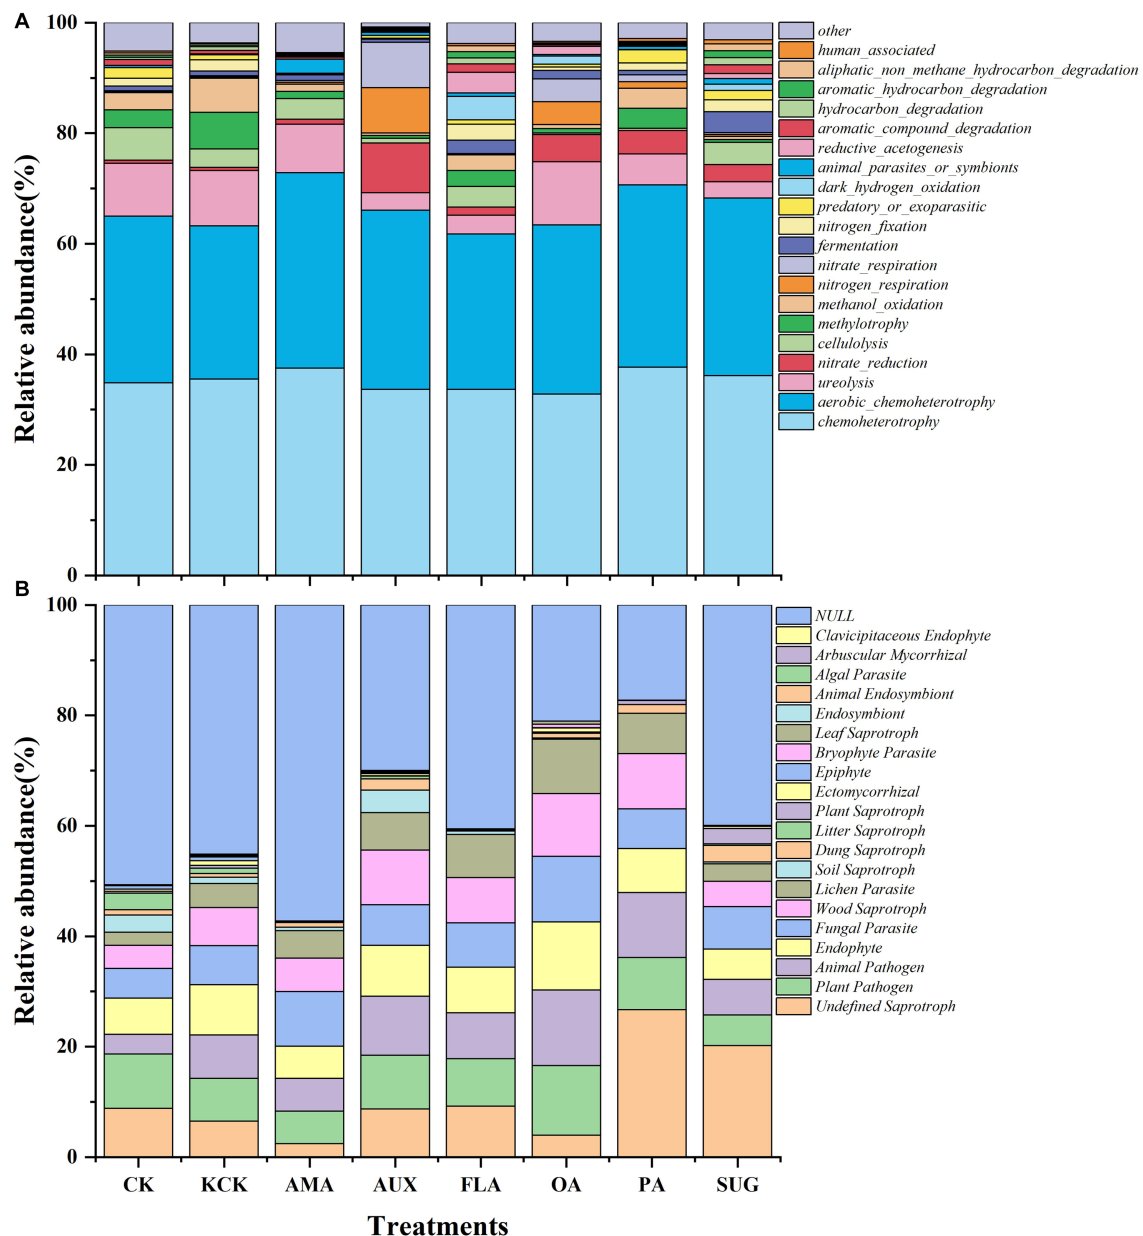 A
100
80
60
40
20
0
Relative abundance(%)
other
human_associated
aliphatic_non_methane_hydrocarbon_degradation
aromatic_hydrocarbon_degradation
hydrocarbon_degradation
aromatic_compound_degradation
reductive_acetogenesis
animal_parasites_or_symbionts
dark_hydrogen_oxidation
predatory_or_exoparasitic
nitrogen_fixation
fermentation
nitrate_respiration
nitrogen_respiration
methanol_oxidation
methylotrophy
cellulolysis
nitrate_reduction
ureolysis
aerobic_chemoheterotrophy
chemoheterotrophy
B
100
80
60
40
20
0
Relative abundance(%)
NULL
Clavicipitaceous Endophyte
Arbuscular Mycorrhizal
Algal Parasite
Animal Endosymbiont
Endosymbiont
Leaf Saprotroph
Bryophyte Parasite
Epiphyte
Ectomycorrhizal
Plant Saprotroph
Litter Saprotroph
Dung Saprotroph
Soil Saprotroph
Lichen Parasite
Wood Saprotroph
Fungal Parasite
Endophyte
Animal Pathogen
Plant Pathogen
Undefined Saprotroph
CK KCK AMA AUX FLA OA PA SUG
Treatments